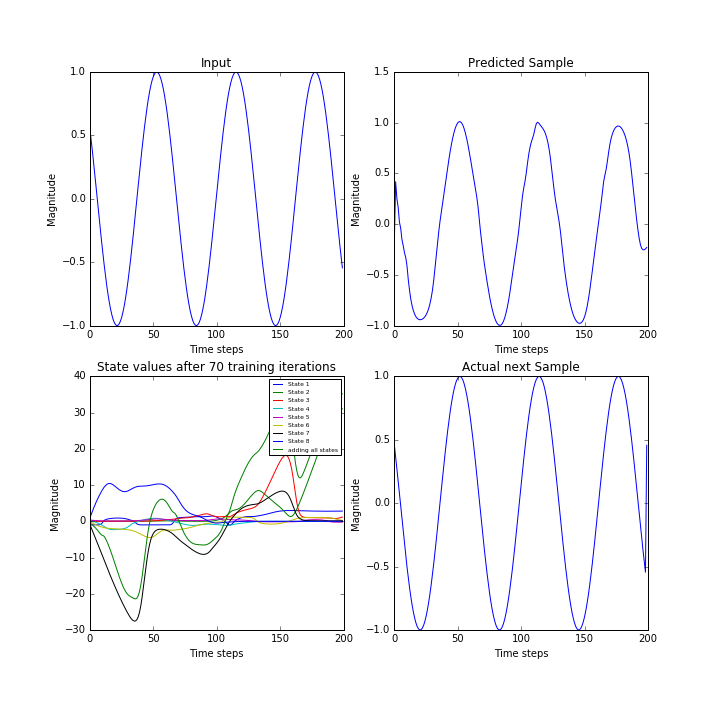 Input
1.0
0.5
0.0
−0.5
−1.0
0
50
100
150
200
Magnitude
Time steps
Predicted Sample
1.5
1.0
0.5
0.0
−0.5
−1.0
0
50
100
150
200
Magnitude
Time steps
State values after 70 training iterations
40
30
20
10
0
−10
−20
−30
0
50
100
150
200
Magnitude
Time steps
State 1
State 2
State 3
State 4
State 5
State 6
State 7
State 8
adding all states
Actual next Sample
1.0
0.5
0.0
−0.5
−1.0
0
50
100
150
200
Magnitude
Time steps